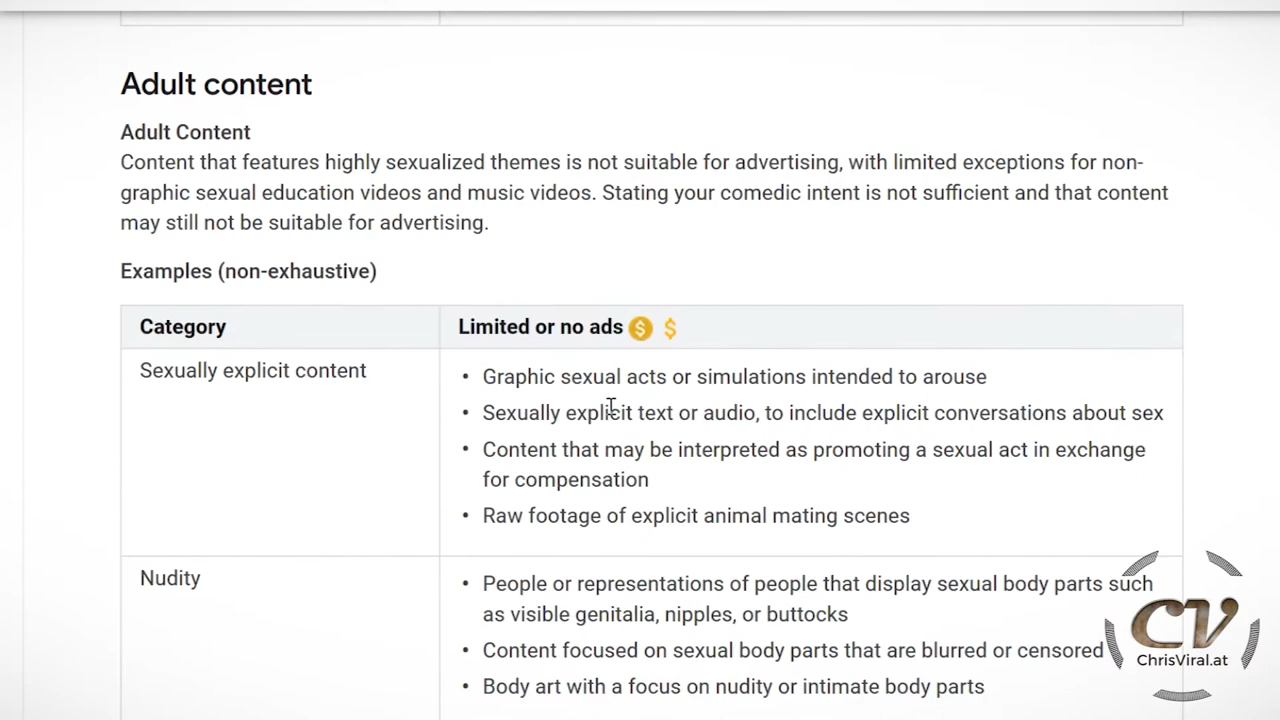 Adult content
Adult Content
Content that features highly sexualized themes is not suitable for advertising, with limited exceptions for non-
graphic sexual education videos and music videos. Stating your comedic intent is not sufficient and that content
may still not be suitable for advertising.
Examples (non-exhaustive)
Category
Limited or no ads $ $
Sexually explicit content
• Graphic sexual acts or simulations intended to arouse
• Sexually explicit text or audio, to include explicit conversations about sex
• Content that may be interpreted as promoting a sexual act in exchange
for compensation
• Raw footage of explicit animal mating scenes
Nudity
• People or representations of people that display sexual body parts such
as visible genitalia, nipples, or buttocks
• Content focused on sexual body parts that are blurred or censored
• Body art with a focus on nudity or intimate body parts
CV
ChrisViral.at